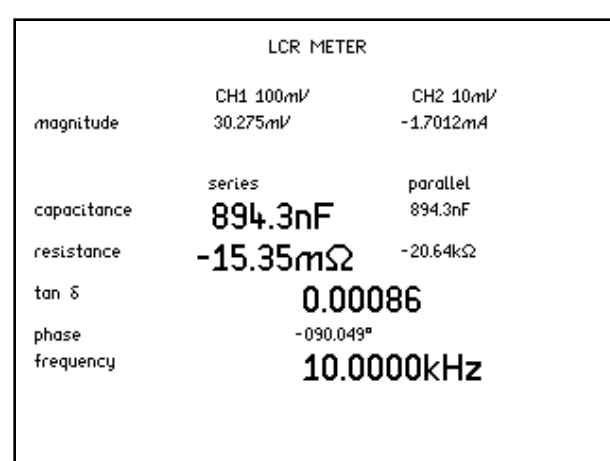 LCR METER
CH1 100mV CH2 10mV
magnitude 30.275mV -1.7012mA
series parallel
capacitance 894.3nF 894.3nF
resistance -15.35mΩ -20.64kΩ
tan δ 0.00086
phase -090.049°
frequency 10.0000kHz